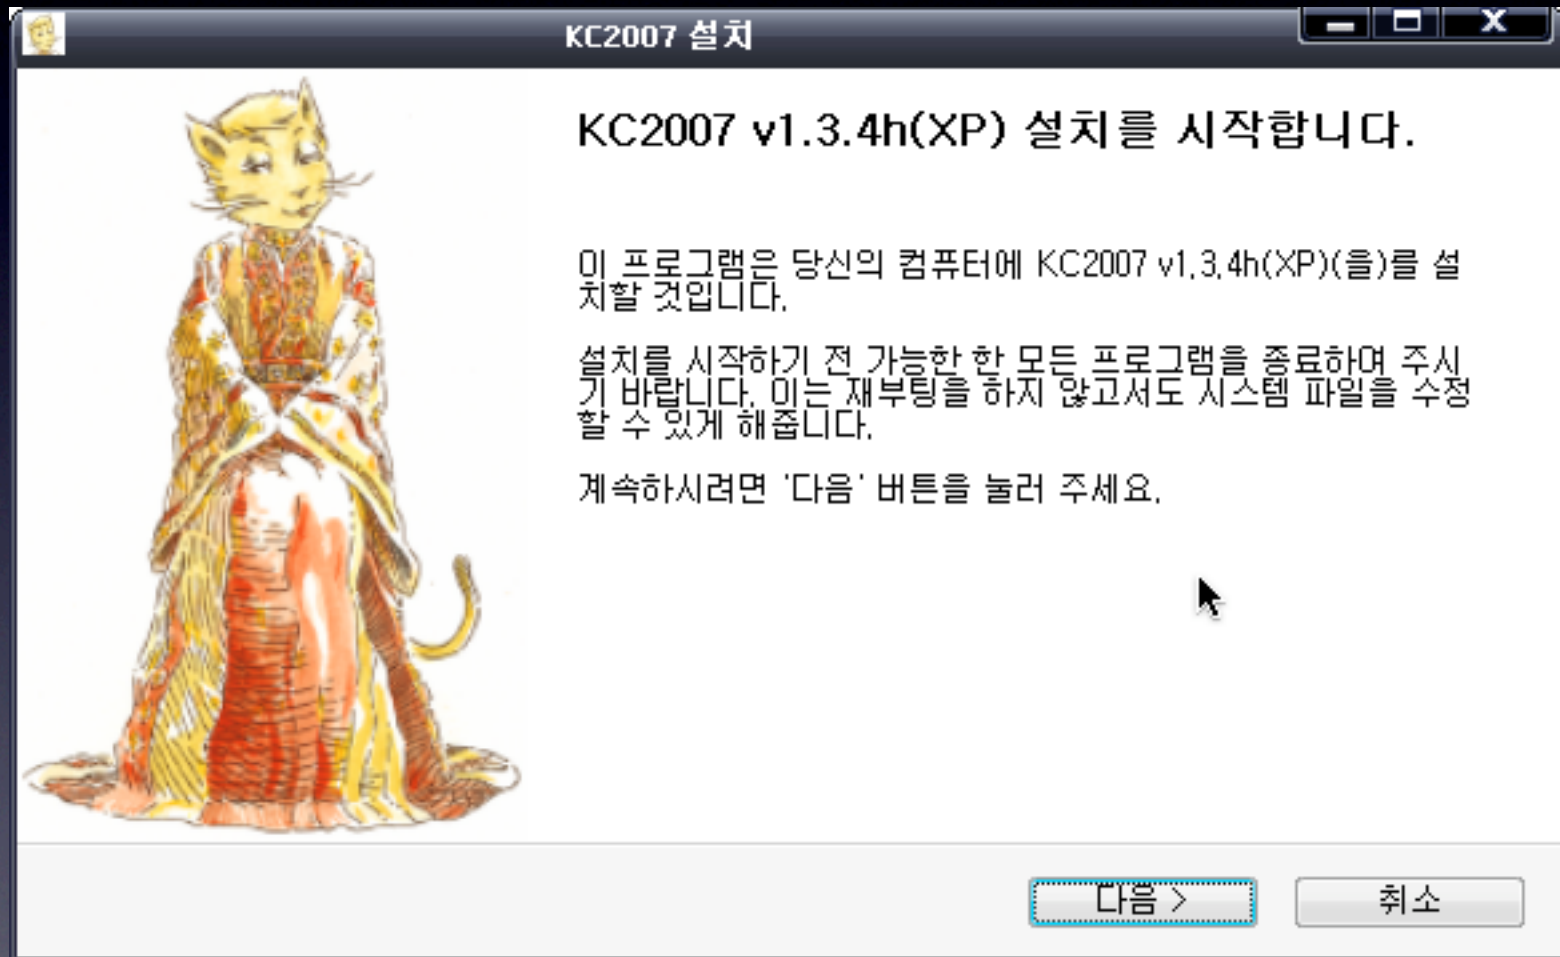 KC2007 설치
KC2007 v1.3.4h(XP) 설치를 시작합니다.
이 프로그램은 당신의 컴퓨터에 KC2007 v1.3.4h(XP)(을)를 설
치할 것입니다.
설치를 시작하기 전 가능한 한 모든 프로그램을 종료하여 주시
기 바랍니다. 이는 재부팅을 하지 않고서도 시스템 파일을 수정
할 수 있게 해줍니다.
계속하시려면 '다음' 버튼을 눌러 주세요.
다음 >
취소